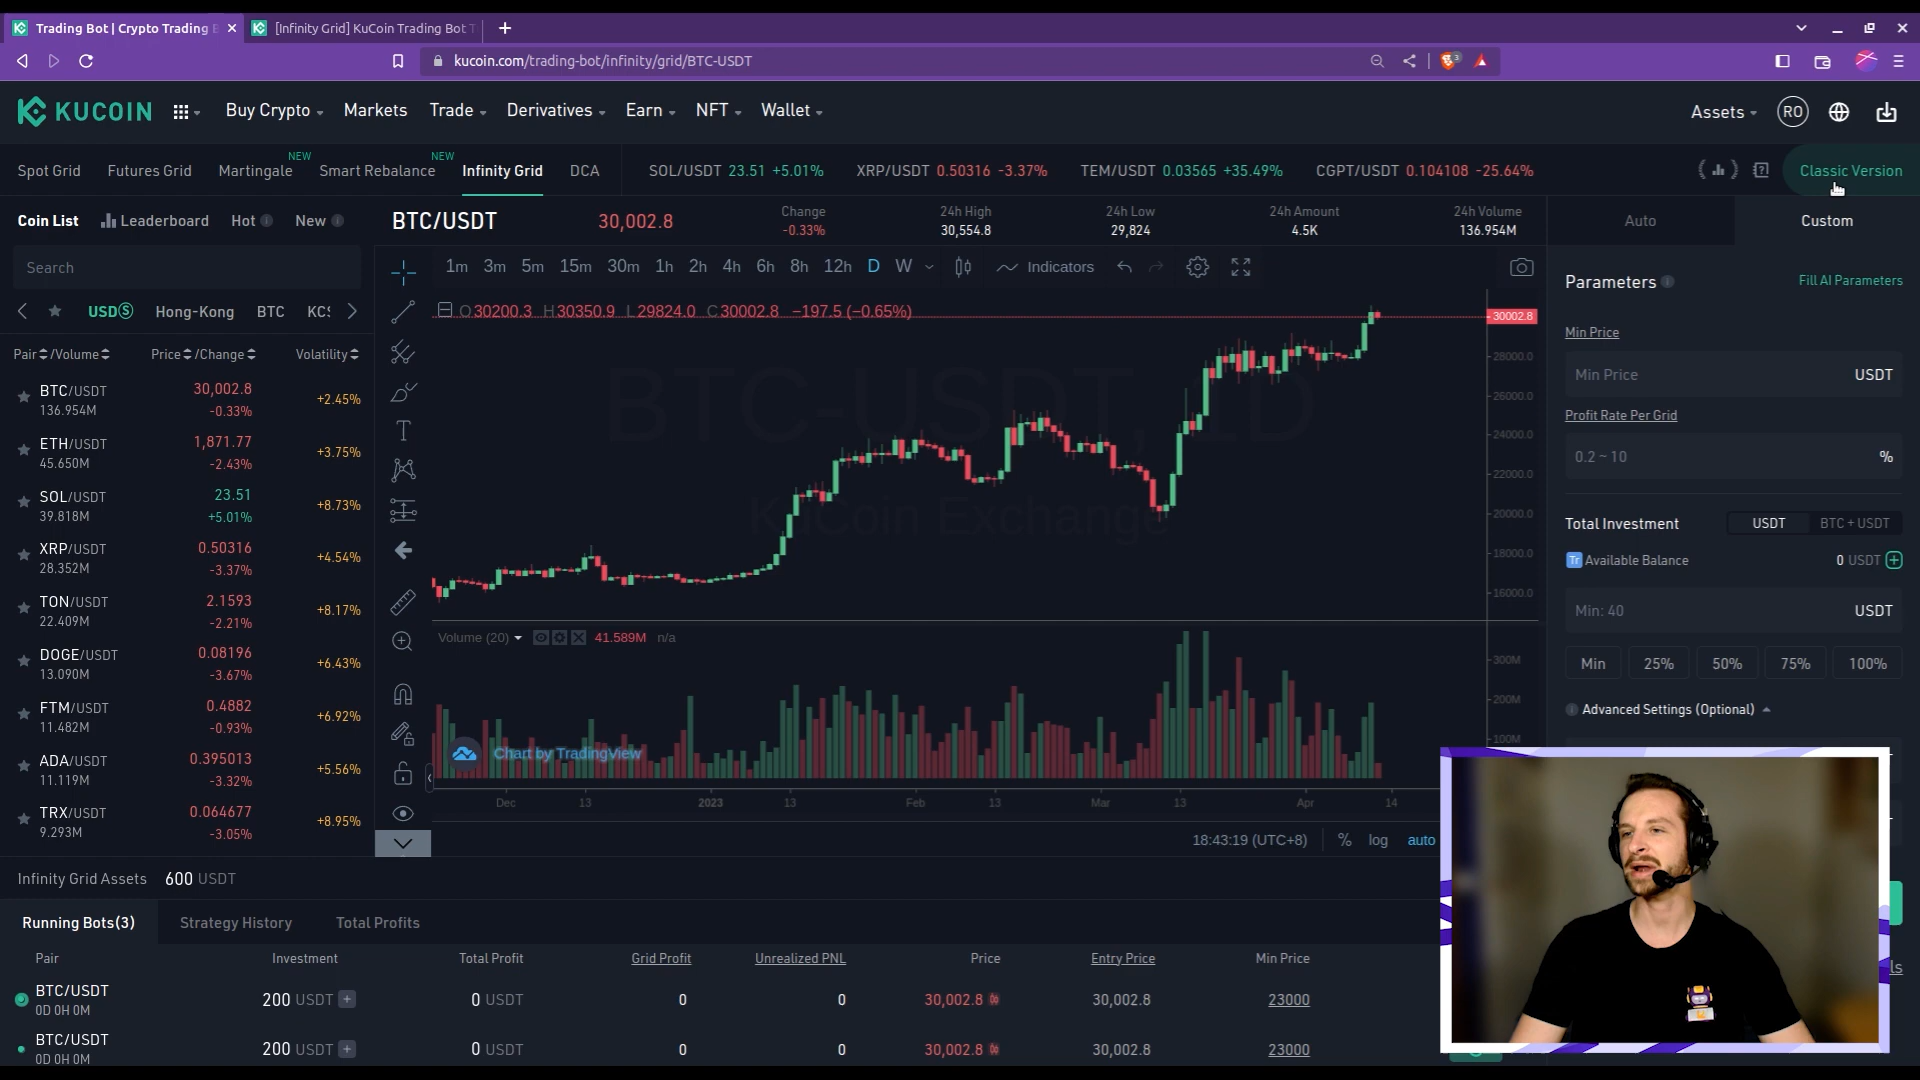 Trading Bot | Crypto Trading
[Infinity Grid] KuCoin Trading Bot
kucoin.com/trading-bot/infinity/grid/BTC-USDT
KUCOIN
Buy Crypto
Markets
Trade
Derivatives
Earn
NFT
Wallet
Assets
RO
Spot Grid
Futures Grid
Martingale
NEW
Smart Rebalance
NEW
Infinity Grid
DCA
SOL/USDT 23.51 +5.01%
XRP/USDT 0.50316 -3.37%
TEM/USDT 0.03565 +35.49%
CGPT/USDT 0.104108 -25.64%
Classic Version
Coin List
Leaderboard
Hot
New
Search
USDⓈ
Hong-Kong
BTC
Pair /Volume
Price /Change
Volatility
BTC/USDT 30,002.8 +2.45%
136.954M -0.33%
ETH/USDT 1,871.77 +3.75%
45.650M -2.43%
SOL/USDT 23.51 +8.73%
39.818M +5.01%
XRP/USDT 0.50316 +4.54%
28.352M -3.37%
TON/USDT 2.1593 +8.17%
22.409M -2.21%
DOGE/USDT 0.08196 +6.43%
13.090M -3.67%
FTM/USDT 0.4882 +6.92%
11.482M -0.93%
ADA/USDT 0.395013 +5.56%
11.119M -3.32%
TRX/USDT 0.064677 +8.95%
9.293M -3.05%
BTC/USDT
30,002.8
Change
-0.33%
24h High
30,554.8
24h Low
29,824
24h Amount
4.5K
24h Volume
136.954M
1m 3m 5m 15m 30m 1h 2h 4h 6h 8h 12h D W
Indicators
O30200.3 H30350.9 L29824.0 C30002.8 −197.5 (−0.65%)
BTC-USDT, 1D
KuCoin Exchange
30002.8
28000.0
26000.0
24000.0
22000.0
20000.0
18000.0
16000.0
Volume (20)
41.589M n/a
300M
200M
100M
Chart by TradingView
Dec 13 2023 13 Feb 13 Mar 13 Apr 14
18:43:19 (UTC+8)
% log auto
Auto
Custom
Parameters
Fill AI Parameters
Min Price
Min Price USDT
Profit Rate Per Grid
0.2 ~ 10 %
Total Investment
USDT
BTC + USDT
Tr Available Balance
0 USDT
Min: 40 USDT
Min 25% 50% 75% 100%
Advanced Settings (Optional)
Infinity Grid Assets 600 USDT
Running Bots(3)
Strategy History
Total Profits
Pair Investment Total Profit Grid Profit Unrealized PNL Price Entry Price Min Price
BTC/USDT 200 USDT 0 USDT 0 0 30,002.8 30,002.8 23000
0D 0H 0M
BTC/USDT 200 USDT 0 USDT 0 0 30,002.8 30,002.8 23000
0D 0H 0M